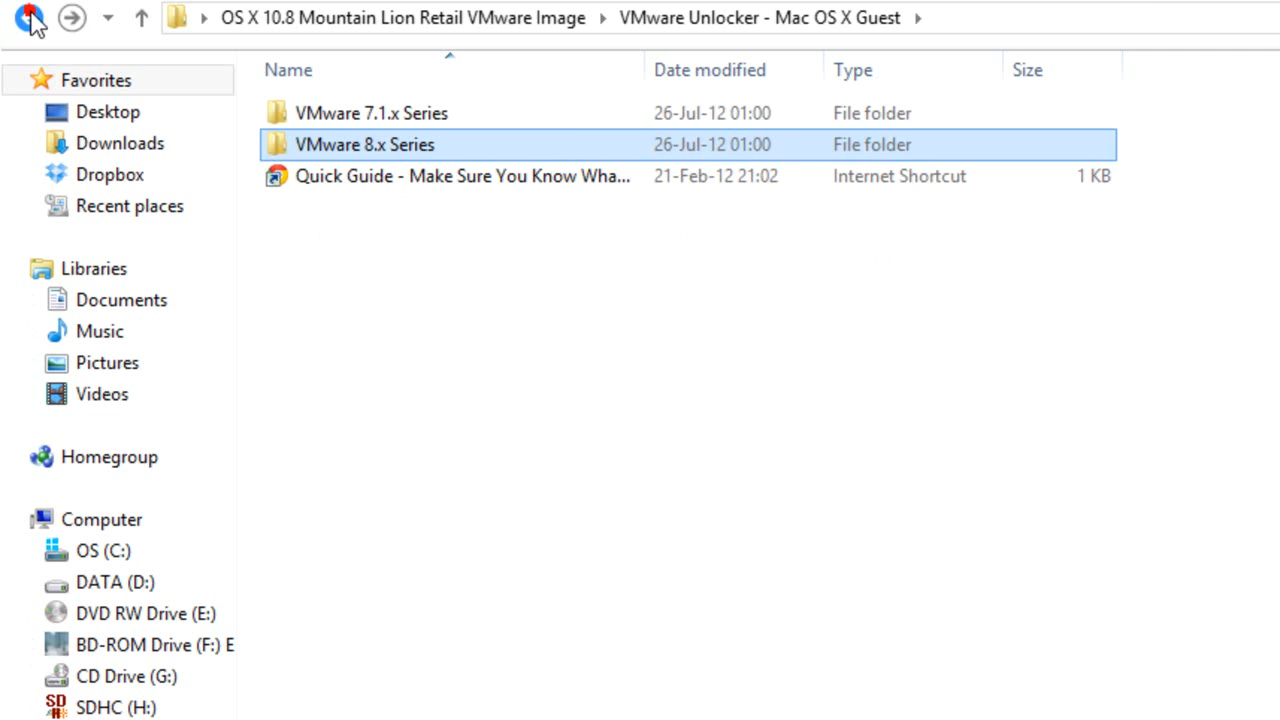 OS X 10.8 Mountain Lion Retail VMware Image VMware Unlocker - Mac OS X Guest
Name Date modified Type Size
VMware 7.1.x Series 26-Jul-12 01:00 File folder
VMware 8.x Series 26-Jul-12 01:00 File folder
Quick Guide - Make Sure You Know Wha... 21-Feb-12 21:02 Internet Shortcut 1 KB
Favorites
Desktop
Downloads
Dropbox
Recent places
Libraries
Documents
Music
Pictures
Videos
Homegroup
Computer
OS (C:)
DATA (D:)
DVD RW Drive (E:)
BD-ROM Drive (F:) E
CD Drive (G:)
SD
SDHC (H:)